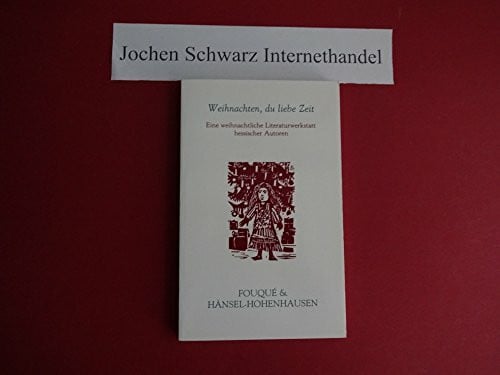 Jochen Schwarz Internethandel
Weihnachten, du liebe Zeit
Eine weihnachtliche Literaturwerkstatt
hessischer Autoren
FOUQUÉ &
HÄNSEL-HOHENHAUSEN